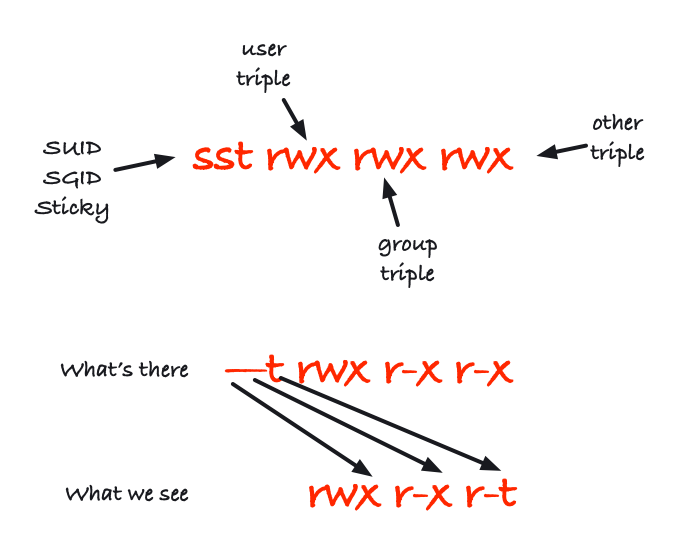 user
triple
other
triple
SUID
SGID
Sticky
sst rwx rwx rwx
group
triple
What's there
--t rwx r-x r-x
What we see
rwx r-x r-t